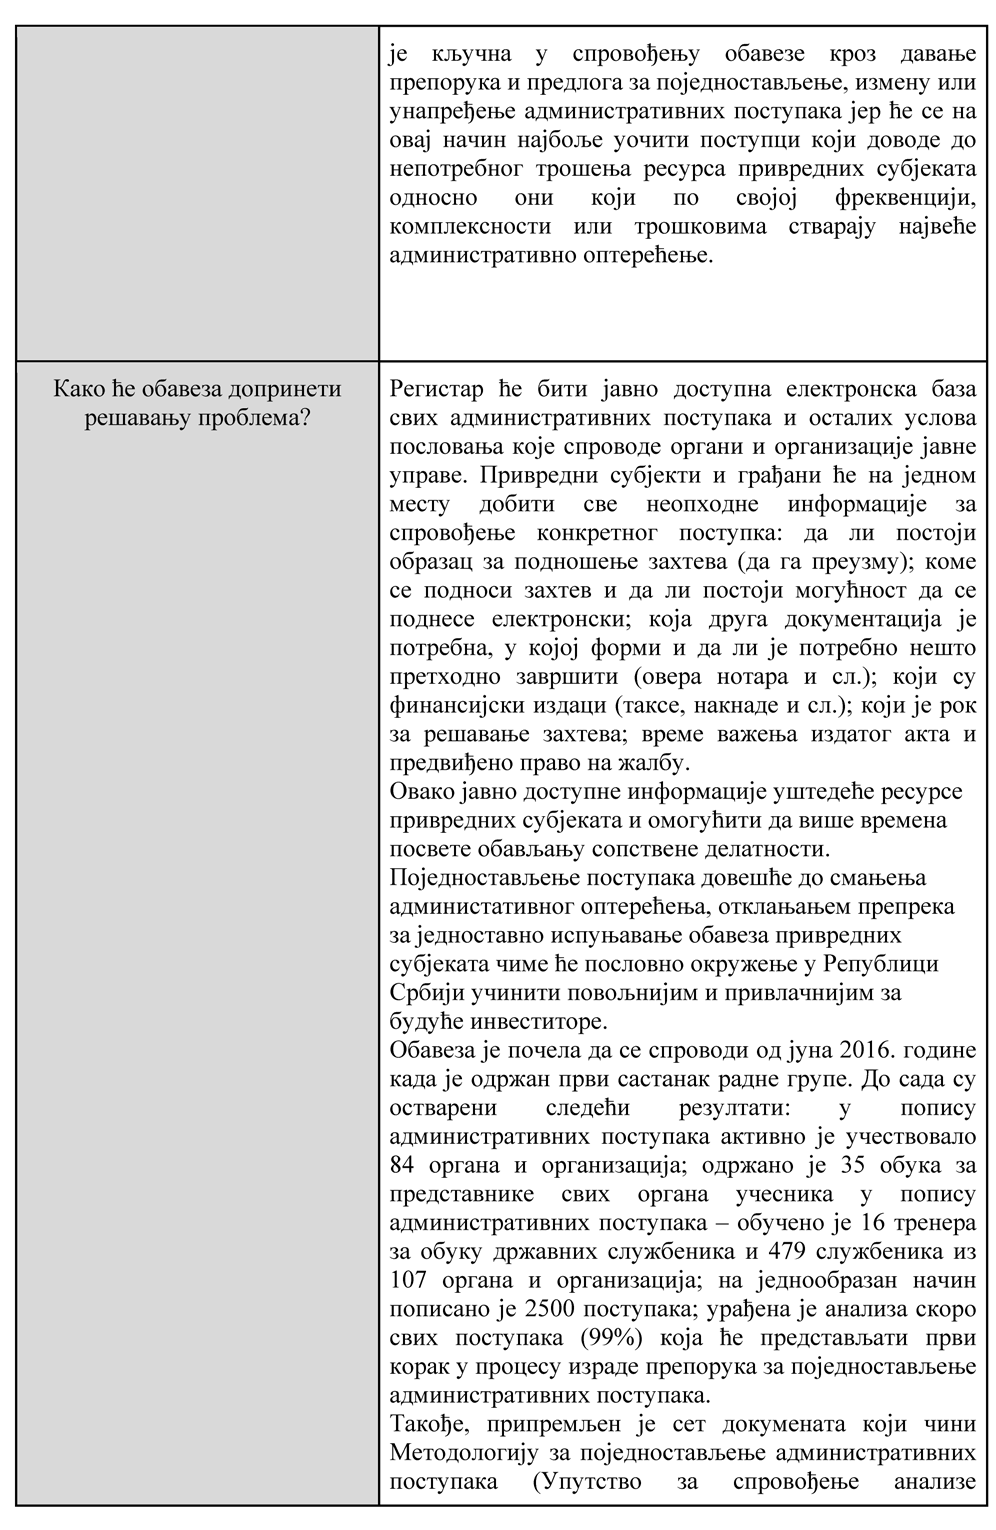 је кључна у спровођењу обавезе кроз давање
препорука и предлога за поједностављење, измену или
унапређење административних поступака јер ће се на
овај начин најбоље уочити поступци који доводе до
непотребног трошења ресурса привредних субјеката
односно они који по својој фреквенцији,
комплексности или трошковима стварају највеће
административно оптерећење.
Како ће обавеза допринети
решавању проблема?
Регистар ће бити јавно доступна електронска база
свих административних поступака и осталих услова
пословања које спроводе органи и организације јавне
управе. Привредни субјекти и грађани ће на једном
месту добити све неопходне информације за
спровођење конкретног поступка: да ли постоји
образац за подношење захтева (да га преузму); коме
се подноси захтев и да ли постоји могућност да се
поднесе електронски; која друга документација је
потребна, у којој форми и да ли је потребно нешто
претходно завршити (овера нотара и сл.); који су
финансијски издаци (таксе, накнаде и сл.); који је рок
за решавање захтева; време важења издатог акта и
предвиђено право на жалбу.
Овако јавно доступне информације уштедеће ресурсе
привредних субјеката и омогућити да више времена
посвете обављању сопствене делатности.
Поједностављење поступака довешће до смањења
администативног оптерећења, отклањањем препрека
за једноставно испуњавање обавеза привредних
субјеката чиме ће пословно окружење у Републици
Србији учинити повољнијим и привлачнијим за
будуће инвеститоре.
Обавеза је почела да се спроводи од јуна 2016. године
када је одржан први састанак радне групе. До сада су
остварени следећи резултати: у попису
административних поступака активно је учествовало
84 органа и организација; одржано је 35 обука за
представнике свих органа учесника у попису
административних поступака – обучено је 16 тренера
за обуку државних службеника и 479 службеника из
107 органа и организација; на једнообразан начин
пописано је 2500 поступака; урађена је анализа скоро
свих поступака (99%) која ће представљати први
корак у процесу израде препорука за поједностављење
административних поступака.
Такође, припремљен је сет докумената који чини
Методологију за поједностављење административних
поступака (Упутство за спровођење анализе